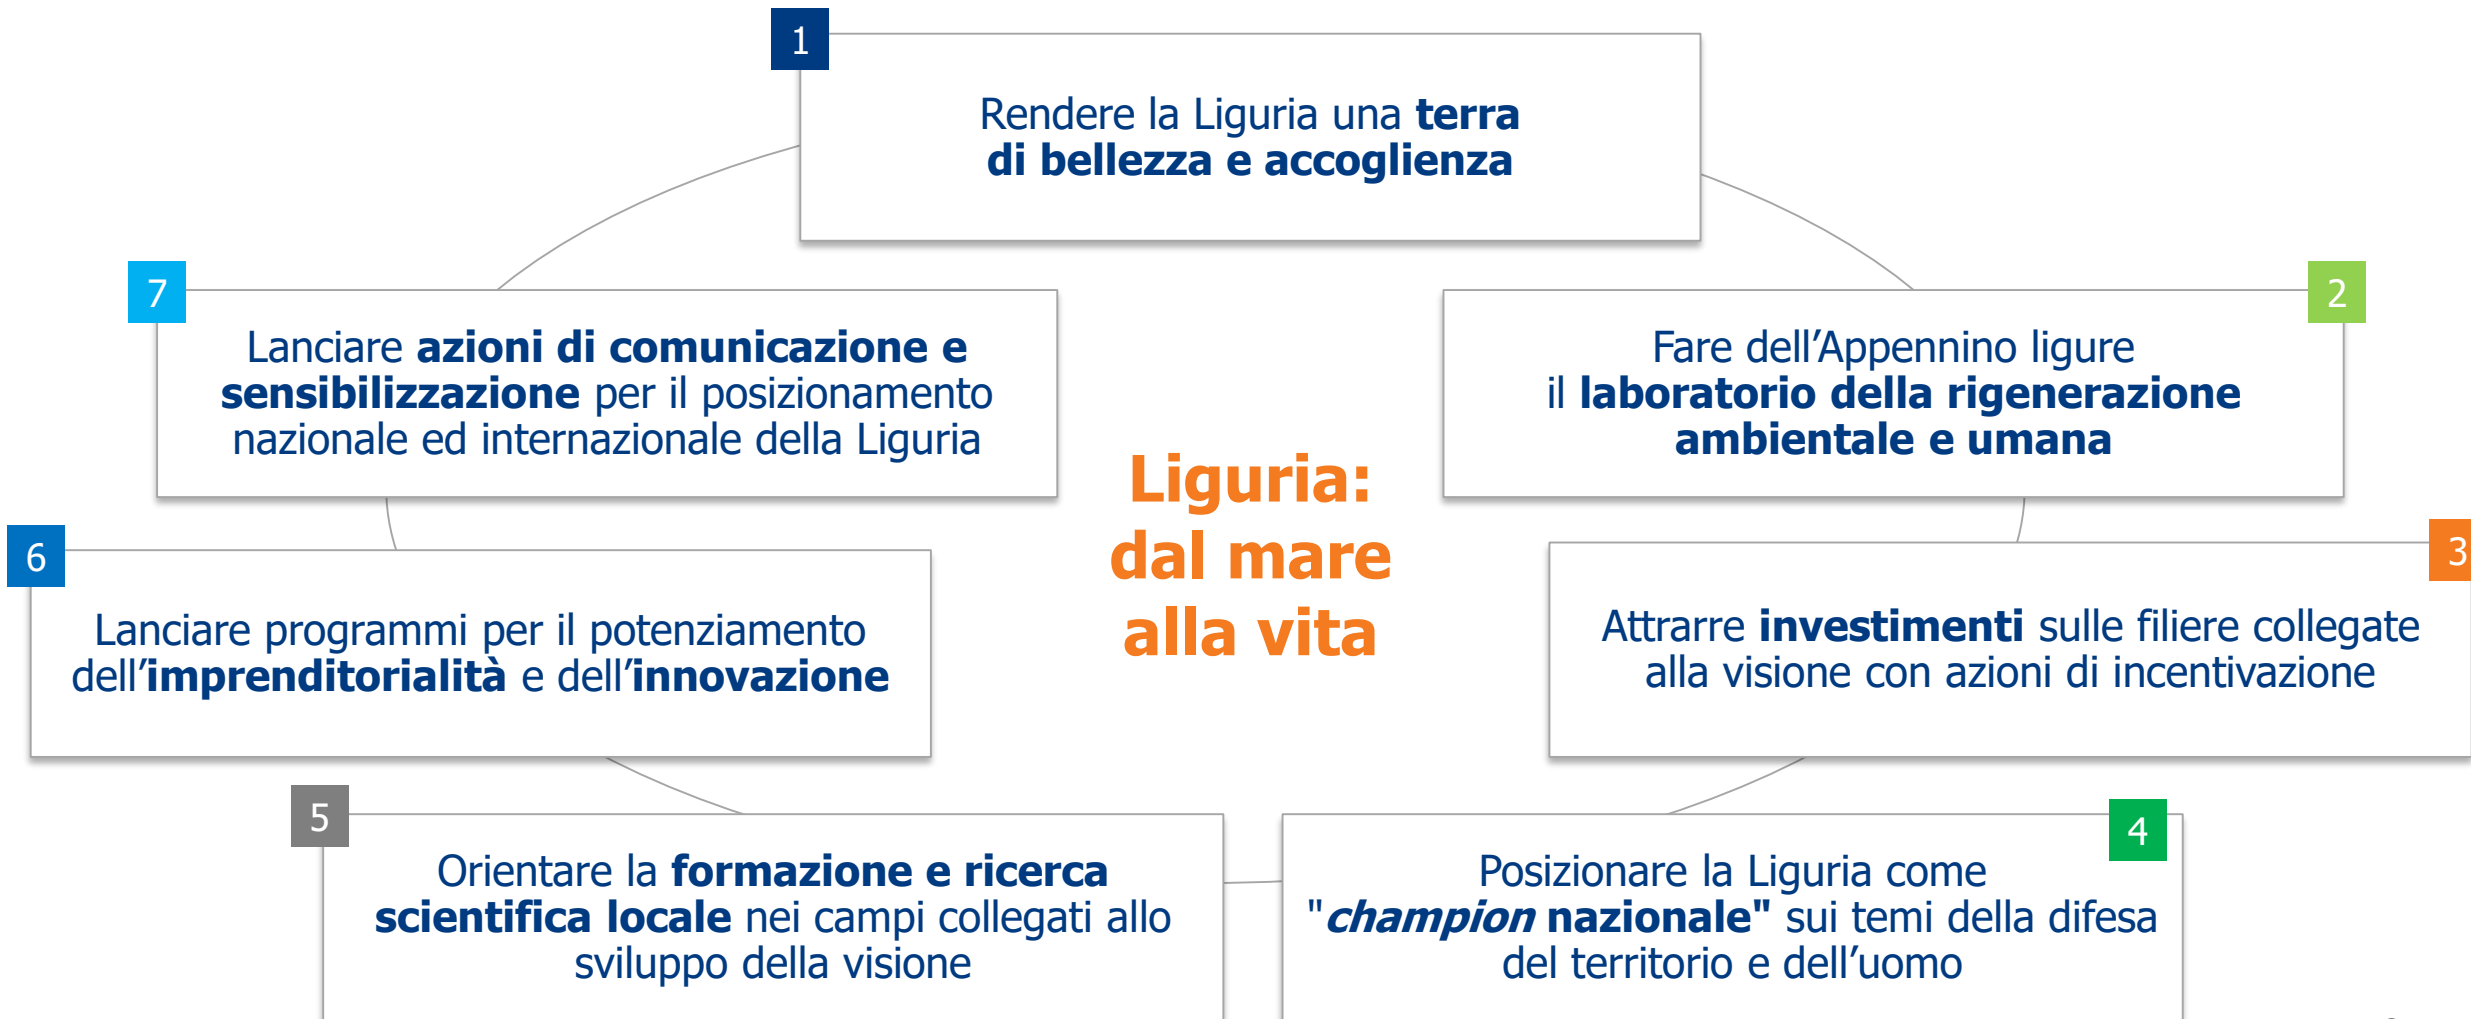 1
Rendere la Liguria una terra
di bellezza e accoglienza
2
Fare dell’Appennino ligure
il laboratorio della rigenerazione
ambientale e umana
3
Attrarre investimenti sulle filiere collegate
alla visione con azioni di incentivazione
4
Posizionare la Liguria come
"champion nazionale" sui temi della difesa
del territorio e dell’uomo
5
Orientare la formazione e ricerca
scientifica locale nei campi collegati allo
sviluppo della visione
6
Lanciare programmi per il potenziamento
dell’imprenditorialità e dell’innovazione
7
Lanciare azioni di comunicazione e
sensibilizzazione per il posizionamento
nazionale ed internazionale della Liguria
Liguria:
dal mare
alla vita